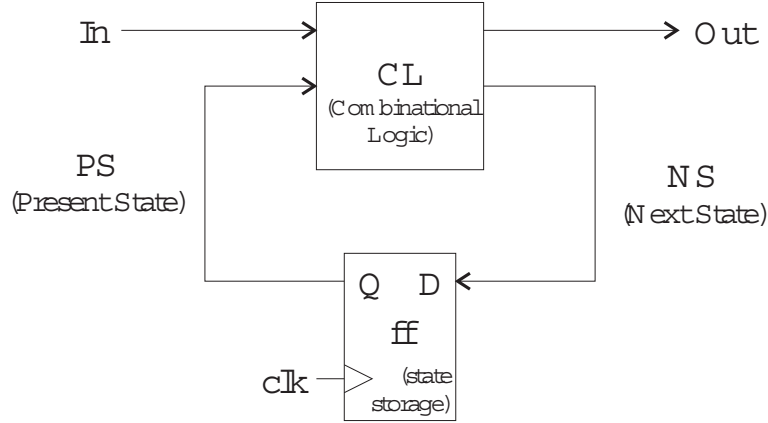 In
Out
CL
(Combinational
Logic)
PS
(Present State)
NS
(Next State)
Q D
ff
clk
(state
storage)